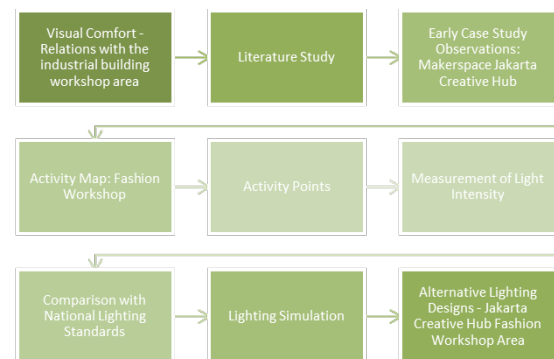 Visual Comfort -
Relations with the
industrial building
workshop area
Literature Study
Early Case Study
Observations:
Makerspace Jakarta
Creative Hub
Activity Map: Fashion
Workshop
Activity Points
Measurement of Light
Intensity
Comparison with
National Lighting
Standards
Lighting Simulation
Alternative Lighting
Designs - Jakarta
Creative Hub Fashion
Workshop Area